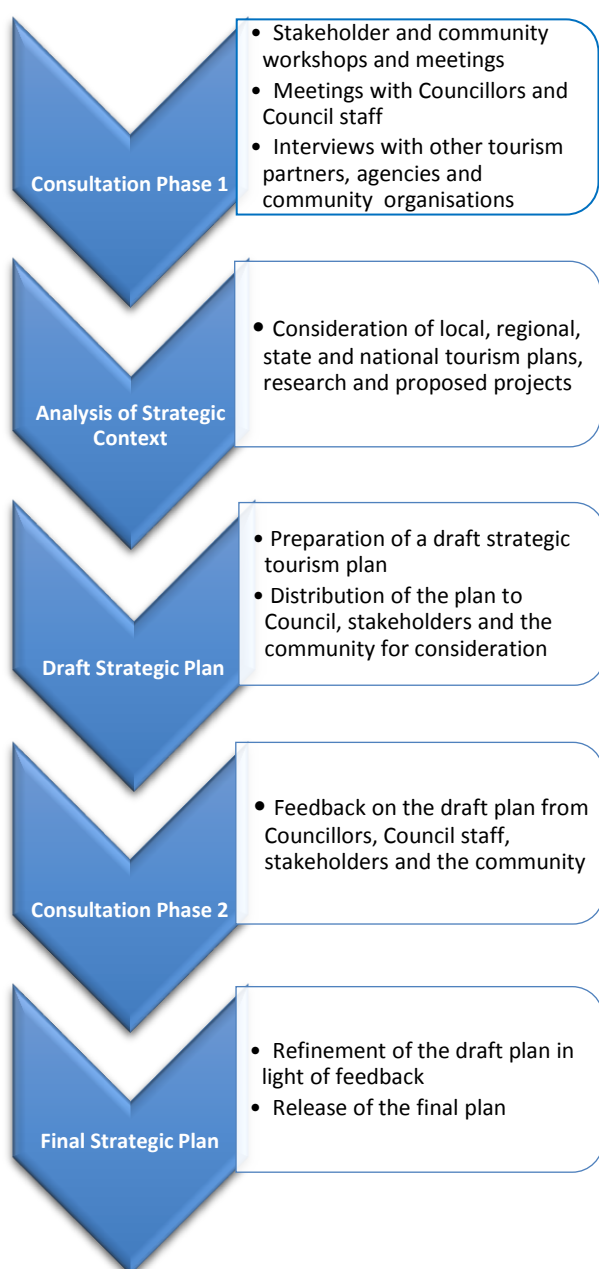 • Stakeholder and community
workshops and meetings
• Meetings with Councillors and
Council staff
• Interviews with other tourism
partners, agencies and
community organisations
Consultation Phase 1
• Consideration of local, regional,
state and national tourism plans,
research and proposed projects
Analysis of Strategic
Context
• Preparation of a draft strategic
tourism plan
• Distribution of the plan to
Council, stakeholders and the
community for consideration
Draft Strategic Plan
• Feedback on the draft plan from
Councillors, Council staff,
stakeholders and the community
Consultation Phase 2
• Refinement of the draft plan in
light of feedback
• Release of the final plan
Final Strategic Plan